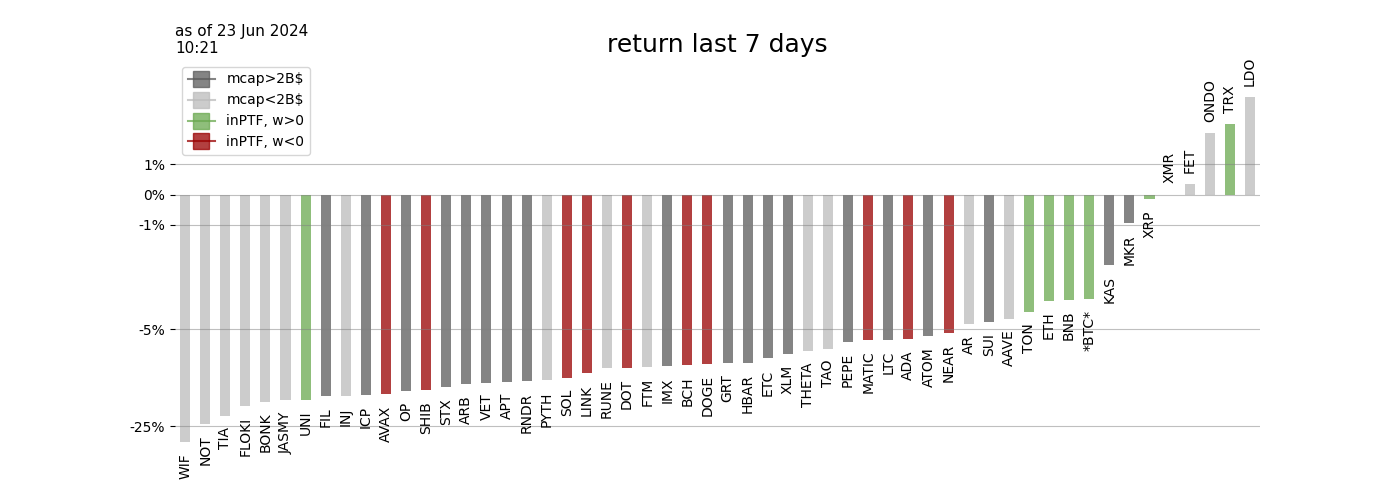 as of 23 Jun 2024
10:21
return last 7 days
mcap>2B$
mcap<2B$
inPTF, w>0
inPTF, w<0
1%
0%
-1%
-5%
-25%
WIF
NOT
TIA
FLOKI
BONK
JASMY
UNI
FIL
INJ
ICP
AVAX
OP
SHIB
STX
ARB
VET
APT
RNDR
PYTH
SOL
LINK
RUNE
DOT
FTM
IMX
BCH
DOGE
GRT
HBAR
ETC
XLM
THETA
TAO
PEPE
MATIC
LTC
ADA
ATOM
NEAR
AR
SUI
AAVE
TON
ETH
BNB
*BTC*
KAS
MKR
XRP
XMR
FET
ONDO
TRX
LDO